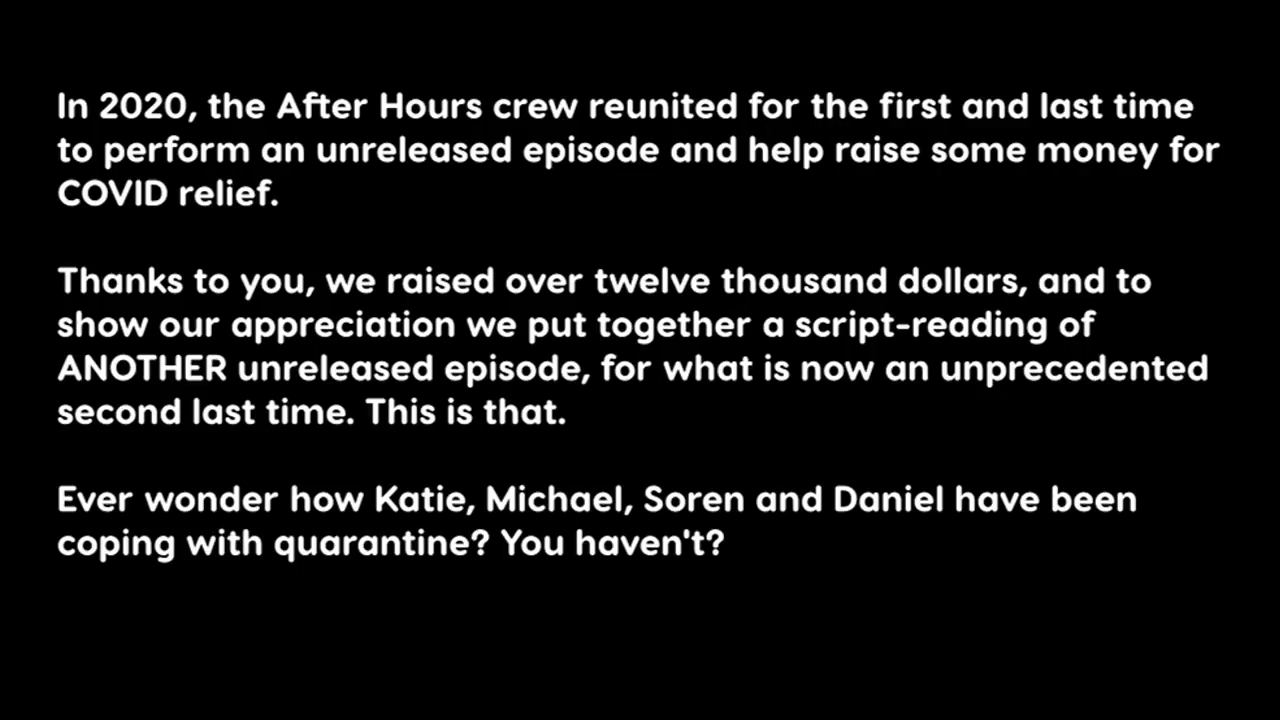 In 2020, the After Hours crew reunited for the first and last time
to perform an unreleased episode and help raise some money for
COVID relief.
Thanks to you, we raised over twelve thousand dollars, and to
show our appreciation we put together a script-reading of
ANOTHER unreleased episode, for what is now an unprecedented
second last time. This is that.
Ever wonder how Katie, Michael, Soren and Daniel have been
coping with quarantine? You haven't?